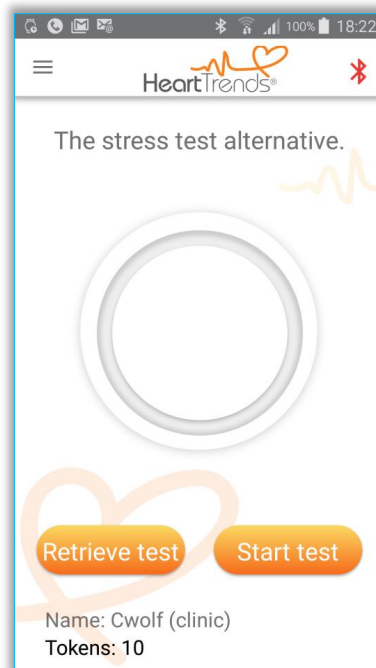 100% 18:22
HeartTrends®
The stress test alternative.
Retrieve test Start test
Name: Cwolf (clinic)
Tokens: 10